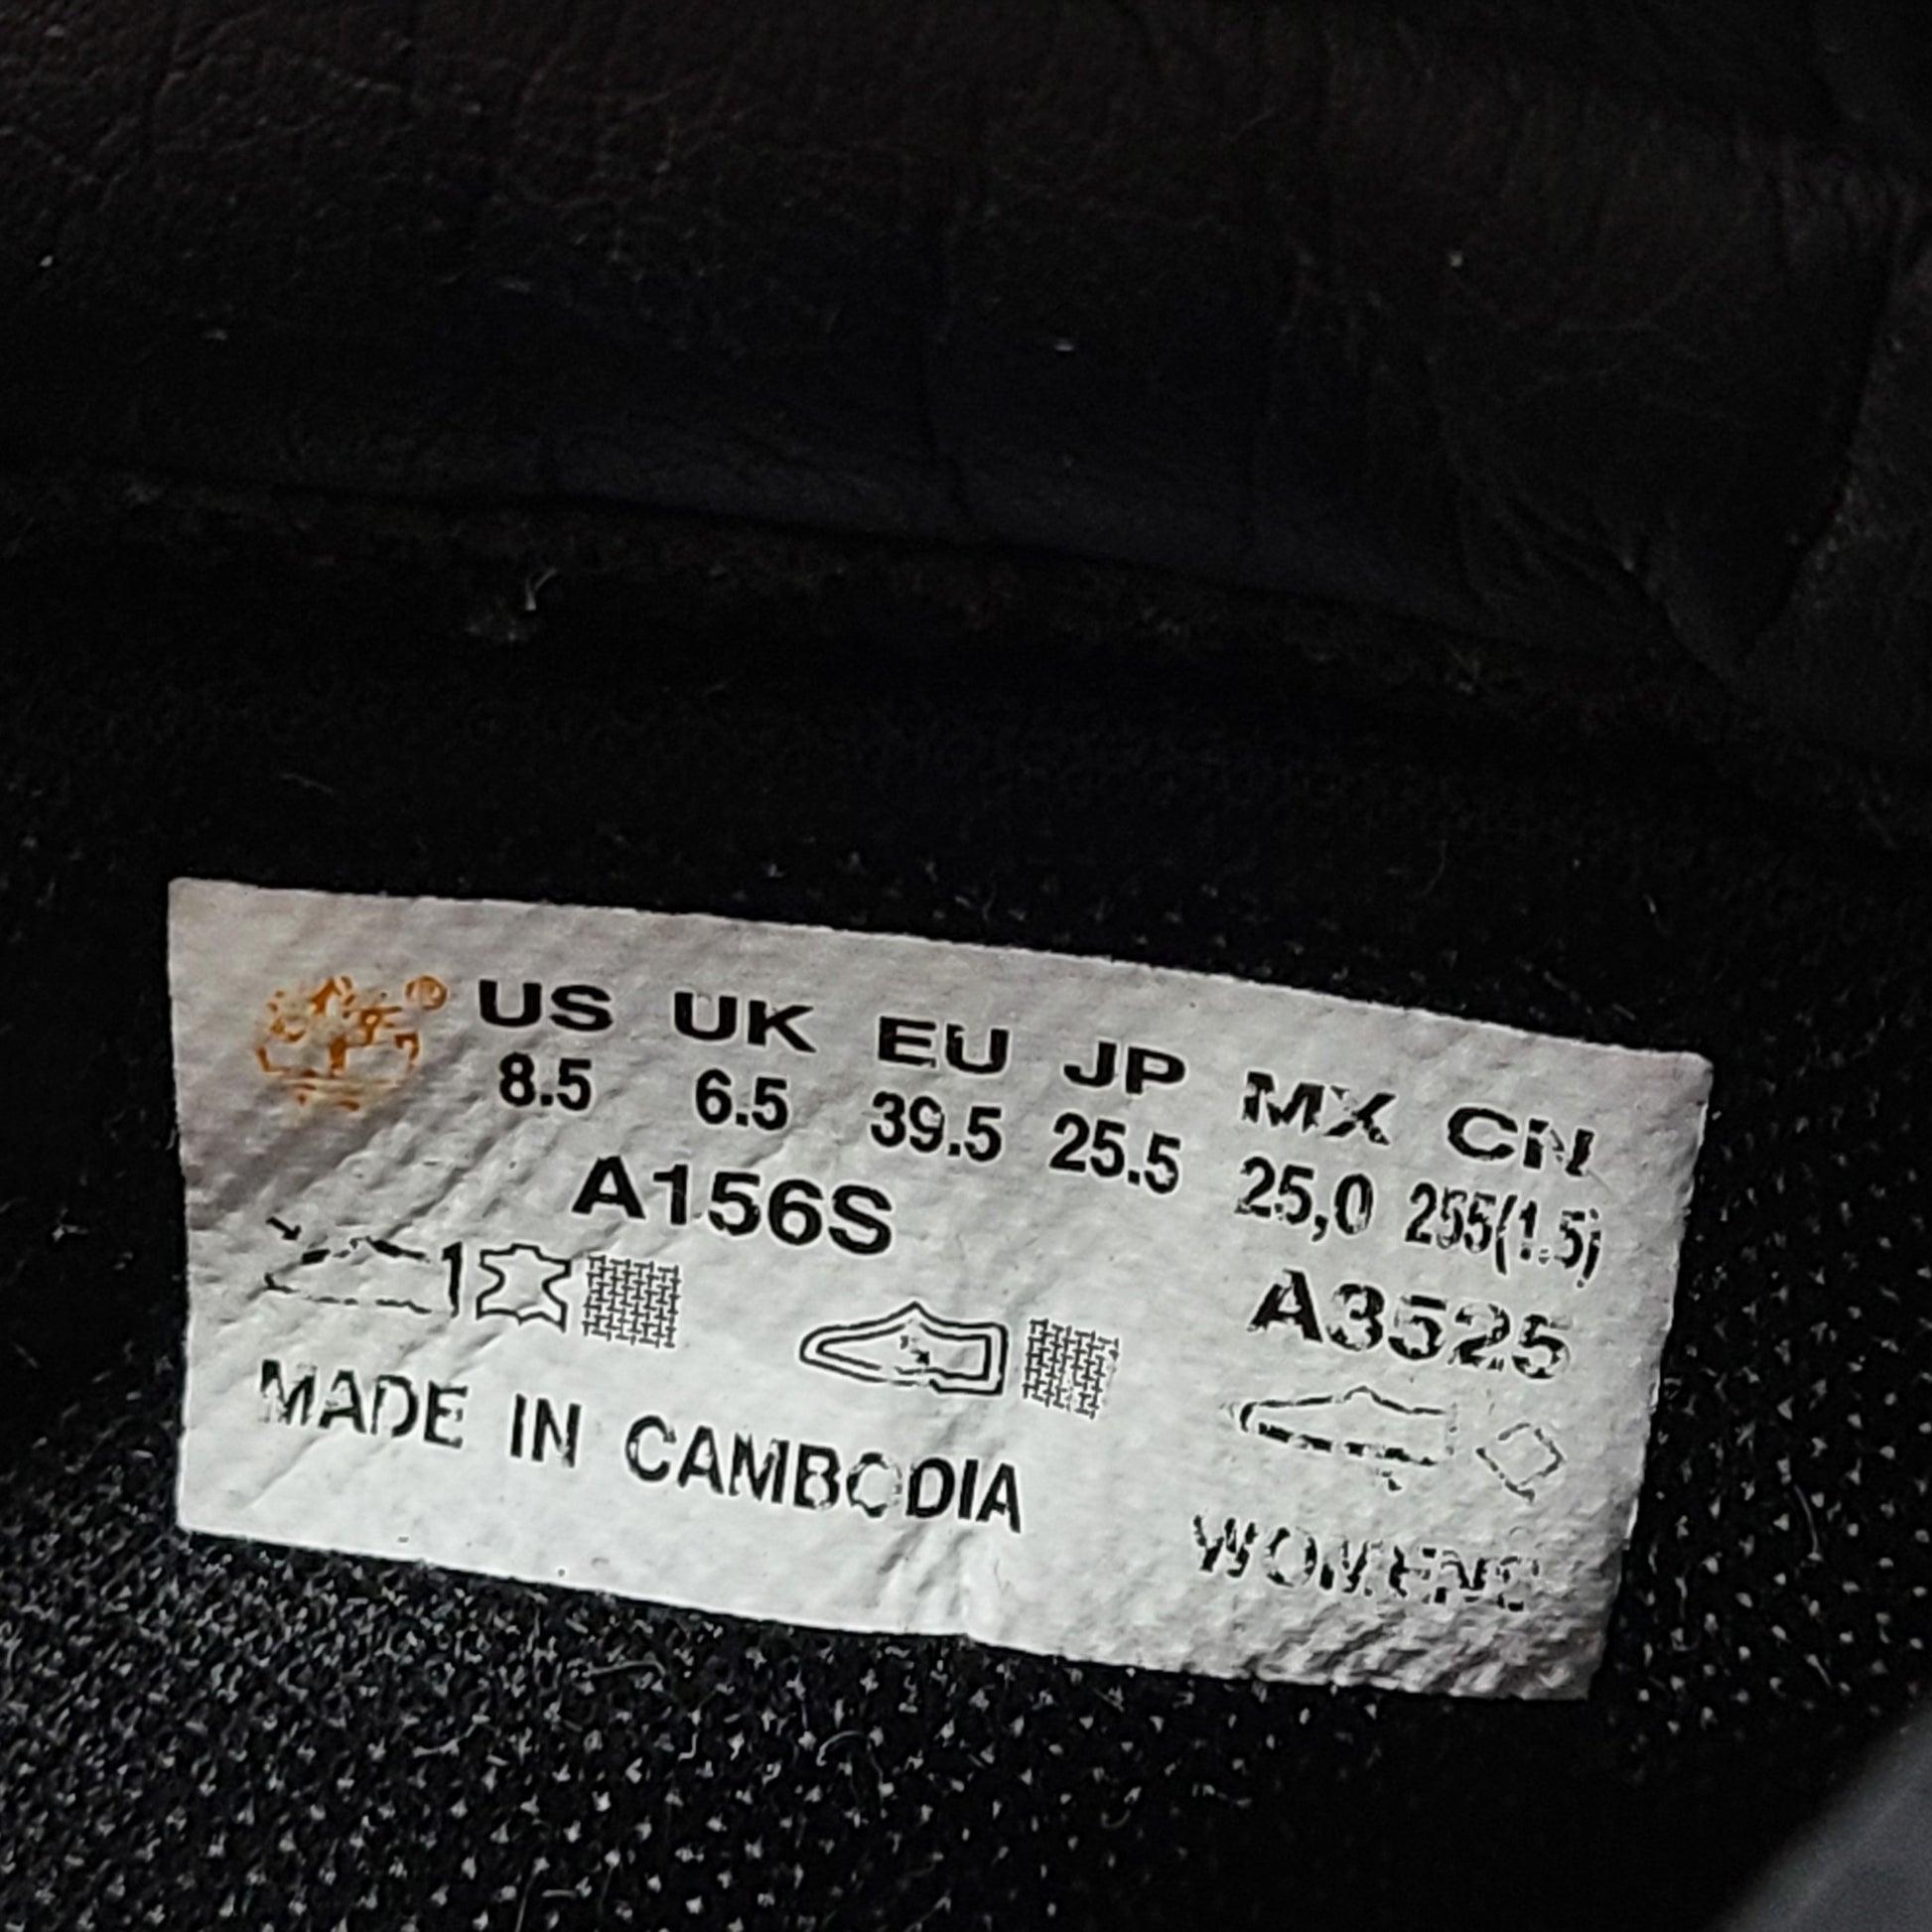 US UK EU JP MX CN
8.5 6.5 39.5 25.5 25,0 255(1.5)
A156S A3525
MADE IN CAMBODIA
WOMENS